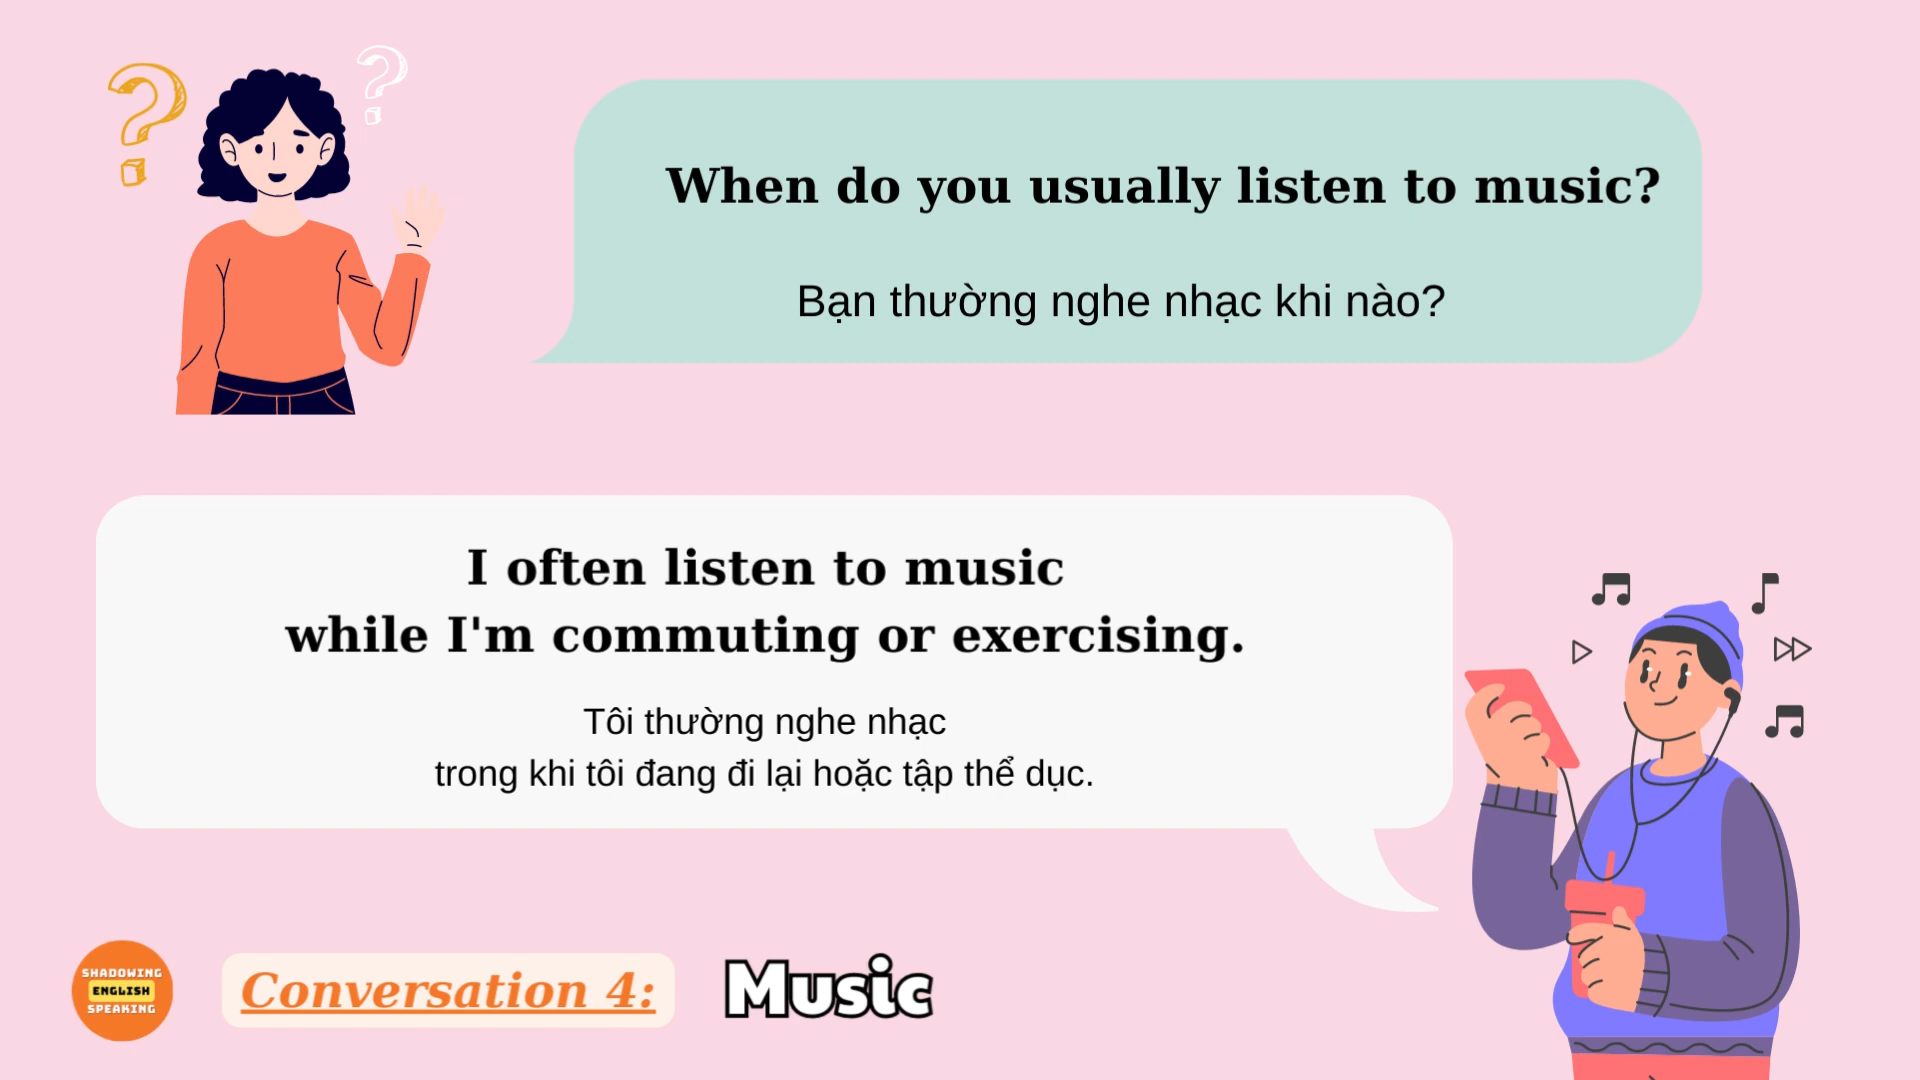 When do you usually listen to music?
Bạn thường nghe nhạc khi nào?
I often listen to music
while I'm commuting or exercising.
Tôi thường nghe nhạc
trong khi tôi đang đi lại hoặc tập thể dục.
SHADOWING
ENGLISH
SPEAKING
Conversation 4:
Music